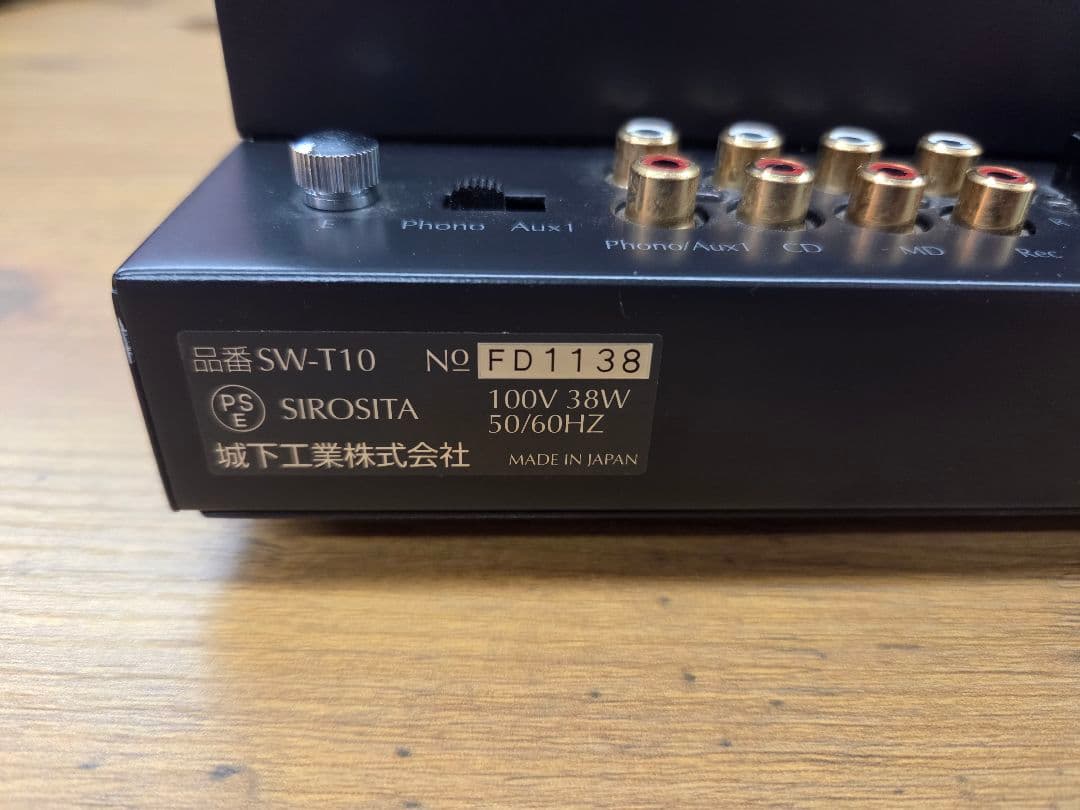 E
Phono Aux1
Phono/Aux1 CD MD Rec
品番 SW-T10 Nº FD1138
PSE SIROSITA 100V 38W
50/60HZ
城下工業株式会社 MADE IN JAPAN